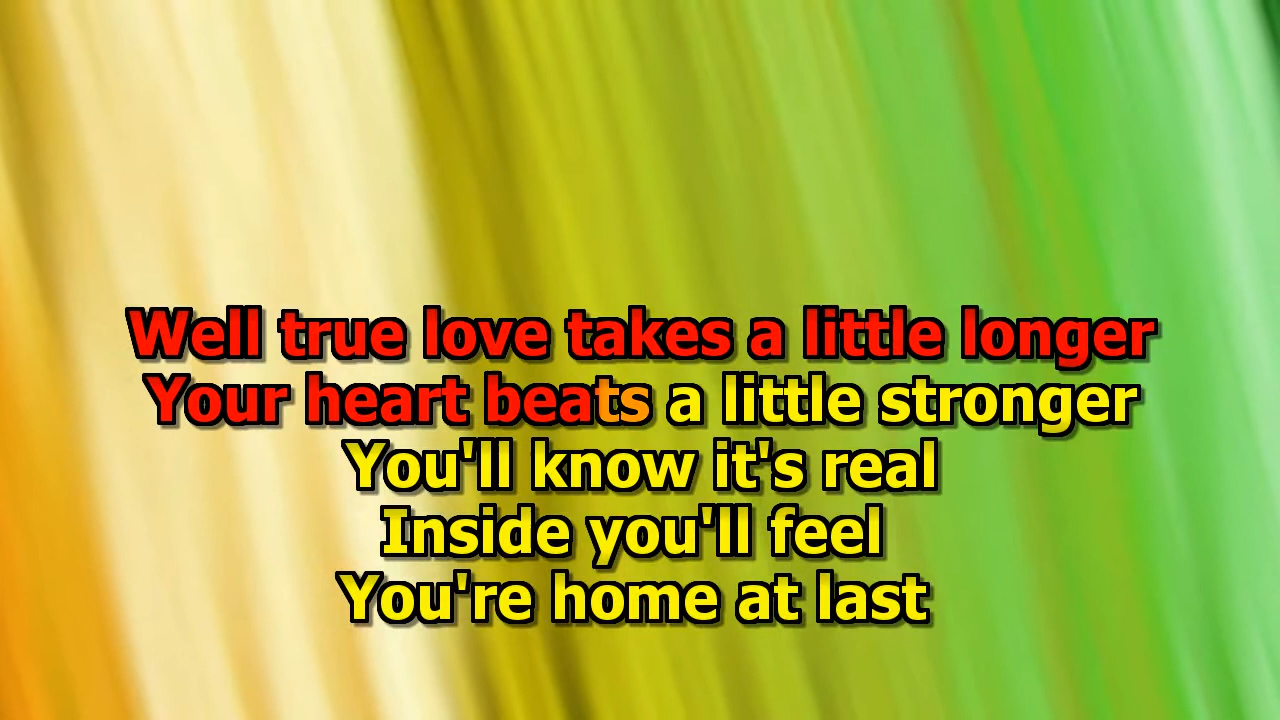 Well true love takes a little longer
Your heart beats a little stronger
You'll know it's real
Inside you'll feel
You're home at last